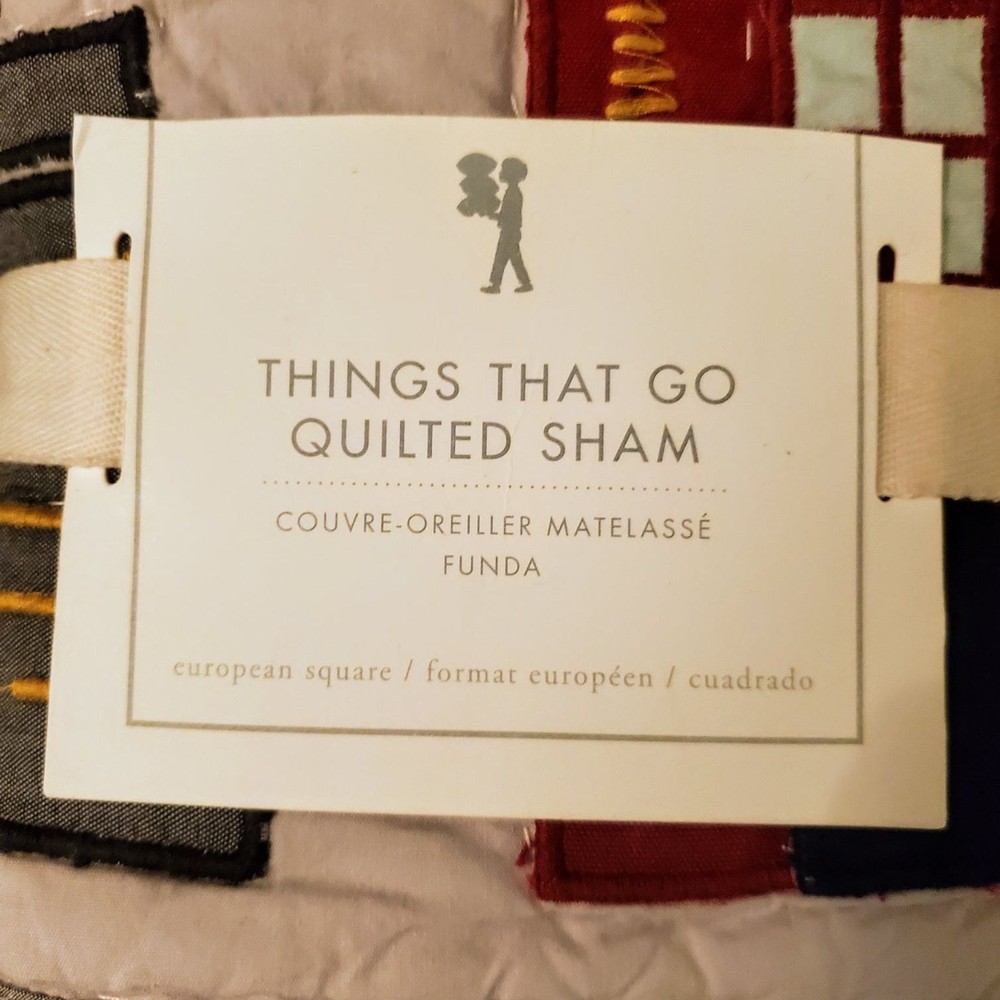 THINGS THAT GO
QUILTED SHAM
COUVRE-OREILLER MATELASSÉ
FUNDA
european square / format européen / cuadrado